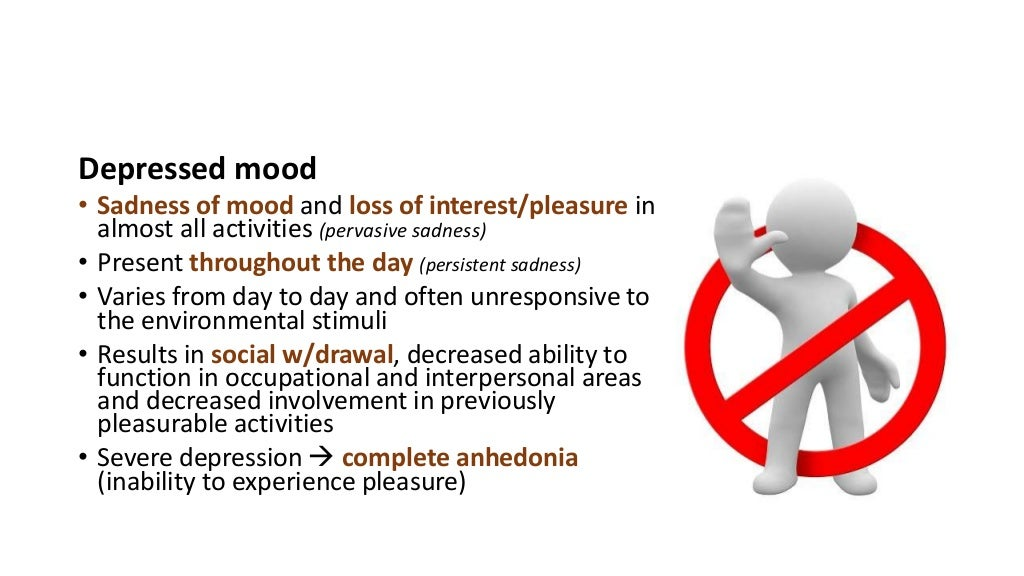 Depressed mood
• Sadness of mood and loss of interest/pleasure in
almost all activities (pervasive sadness)
• Present throughout the day (persistent sadness)
• Varies from day to day and often unresponsive to
the environmental stimuli
• Results in social w/drawal, decreased ability to
function in occupational and interpersonal areas
and decreased involvement in previously
pleasurable activities
• Severe depression → complete anhedonia
(inability to experience pleasure)